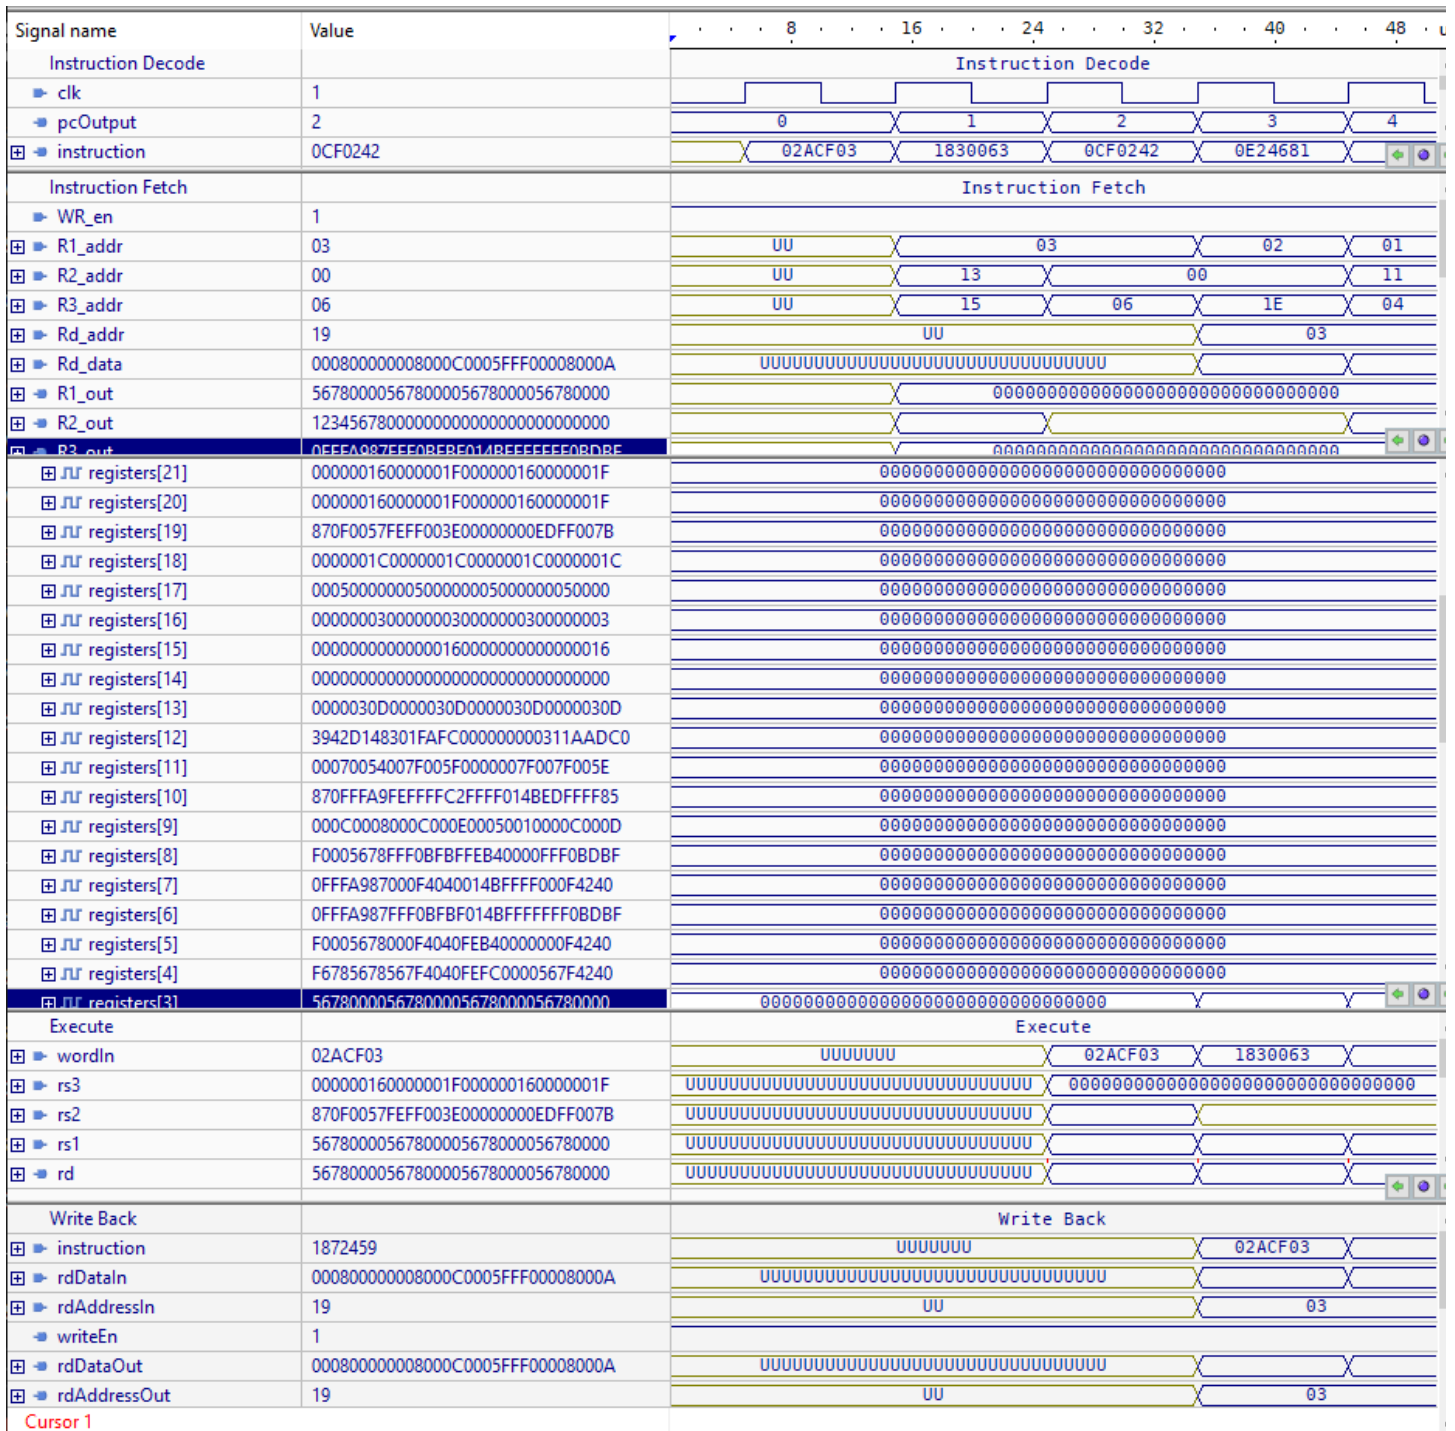 Signal name Value 8 16 24 32 40 48 u
Instruction Decode Instruction Decode
clk 1
pcOutput 2 0 1 2 3 4
instruction 0CF0242 02ACF03 1830063 0CF0242 0E24681
Instruction Fetch Instruction Fetch
WR_en 1
R1_addr 03 UU 03 02 01
R2_addr 00 UU 13 00 11
R3_addr 06 UU 15 06 1E 04
Rd_addr 19 UU 03
Rd_data 000800000008000C0005FFF00008000A UUUUUUUUUUUUUUUUUUUUUUUUUUUUUUUU
R1_out 56780000567800005678000056780000 00000000000000000000000000000000
R2_out 12345678000000000000000000000000
R3_out 0FFFA987FFF0BFBF014BFFFFFFF0BDBF 00000000000000000000000000000000
registers[21] 000000160000001F000000160000001F 00000000000000000000000000000000
registers[20] 000000160000001F000000160000001F 00000000000000000000000000000000
registers[19] 870F0057FEFF003E00000000EDFF007B 00000000000000000000000000000000
registers[18] 0000001C0000001C0000001C0000001C 00000000000000000000000000000000
registers[17] 00050000000500000005000000050000 00000000000000000000000000000000
registers[16] 00000003000000030000000300000003 00000000000000000000000000000000
registers[15] 00000000000000160000000000000016 00000000000000000000000000000000
registers[14] 00000000000000000000000000000000 00000000000000000000000000000000
registers[13] 0000030D0000030D0000030D0000030D 00000000000000000000000000000000
registers[12] 3942D148301FAFC000000000311AADC0 00000000000000000000000000000000
registers[11] 00070054007F005F0000007F007F005E 00000000000000000000000000000000
registers[10] 870FFFA9FEFFFFC2FFFF014BEDFFFF85 00000000000000000000000000000000
registers[9] 000C0008000C000E00050010000C000D 00000000000000000000000000000000
registers[8] F0005678FFF0BFBFFEB40000FFF0BDBF 00000000000000000000000000000000
registers[7] 0FFFA987000F4040014BFFFF000F4240 00000000000000000000000000000000
registers[6] 0FFFA987FFF0BFBF014BFFFFFFF0BDBF 00000000000000000000000000000000
registers[5] F0005678000F4040FEB40000000F4240 00000000000000000000000000000000
registers[4] F6785678567F4040FEFC0000567F4240 00000000000000000000000000000000
registers[3] 56780000567800005678000056780000 00000000000000000000000000000000
Execute Execute
wordIn 02ACF03 UUUUUUU 02ACF03 1830063
rs3 000000160000001F000000160000001F UUUUUUUUUUUUUUUUUUUUUUUUUUUUUUUU 00000000000000000000000000000000
rs2 870F0057FEFF003E00000000EDFF007B UUUUUUUUUUUUUUUUUUUUUUUUUUUUUUUU
rs1 56780000567800005678000056780000 UUUUUUUUUUUUUUUUUUUUUUUUUUUUUUUU
rd 56780000567800005678000056780000 UUUUUUUUUUUUUUUUUUUUUUUUUUUUUUUU
Write Back Write Back
instruction 1872459 UUUUUUU 02ACF03
rdDataIn 000800000008000C0005FFF00008000A UUUUUUUUUUUUUUUUUUUUUUUUUUUUUUUU
rdAddressIn 19 UU 03
writeEn 1
rdDataOut 000800000008000C0005FFF00008000A UUUUUUUUUUUUUUUUUUUUUUUUUUUUUUUU
rdAddressOut 19 UU 03
Cursor 1